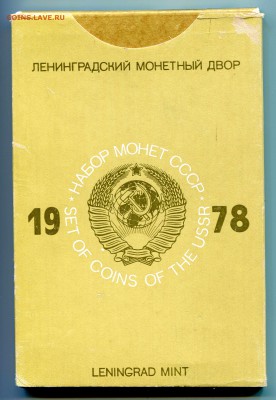 COINS.LAVE.RU
ЛЕНИНГРАДСКИЙ МОНЕТНЫЙ ДВОР
НАБОР МОНЕТ СССР
19 78
• SET OF COINS OF THE USSR •
LENINGRAD MINT